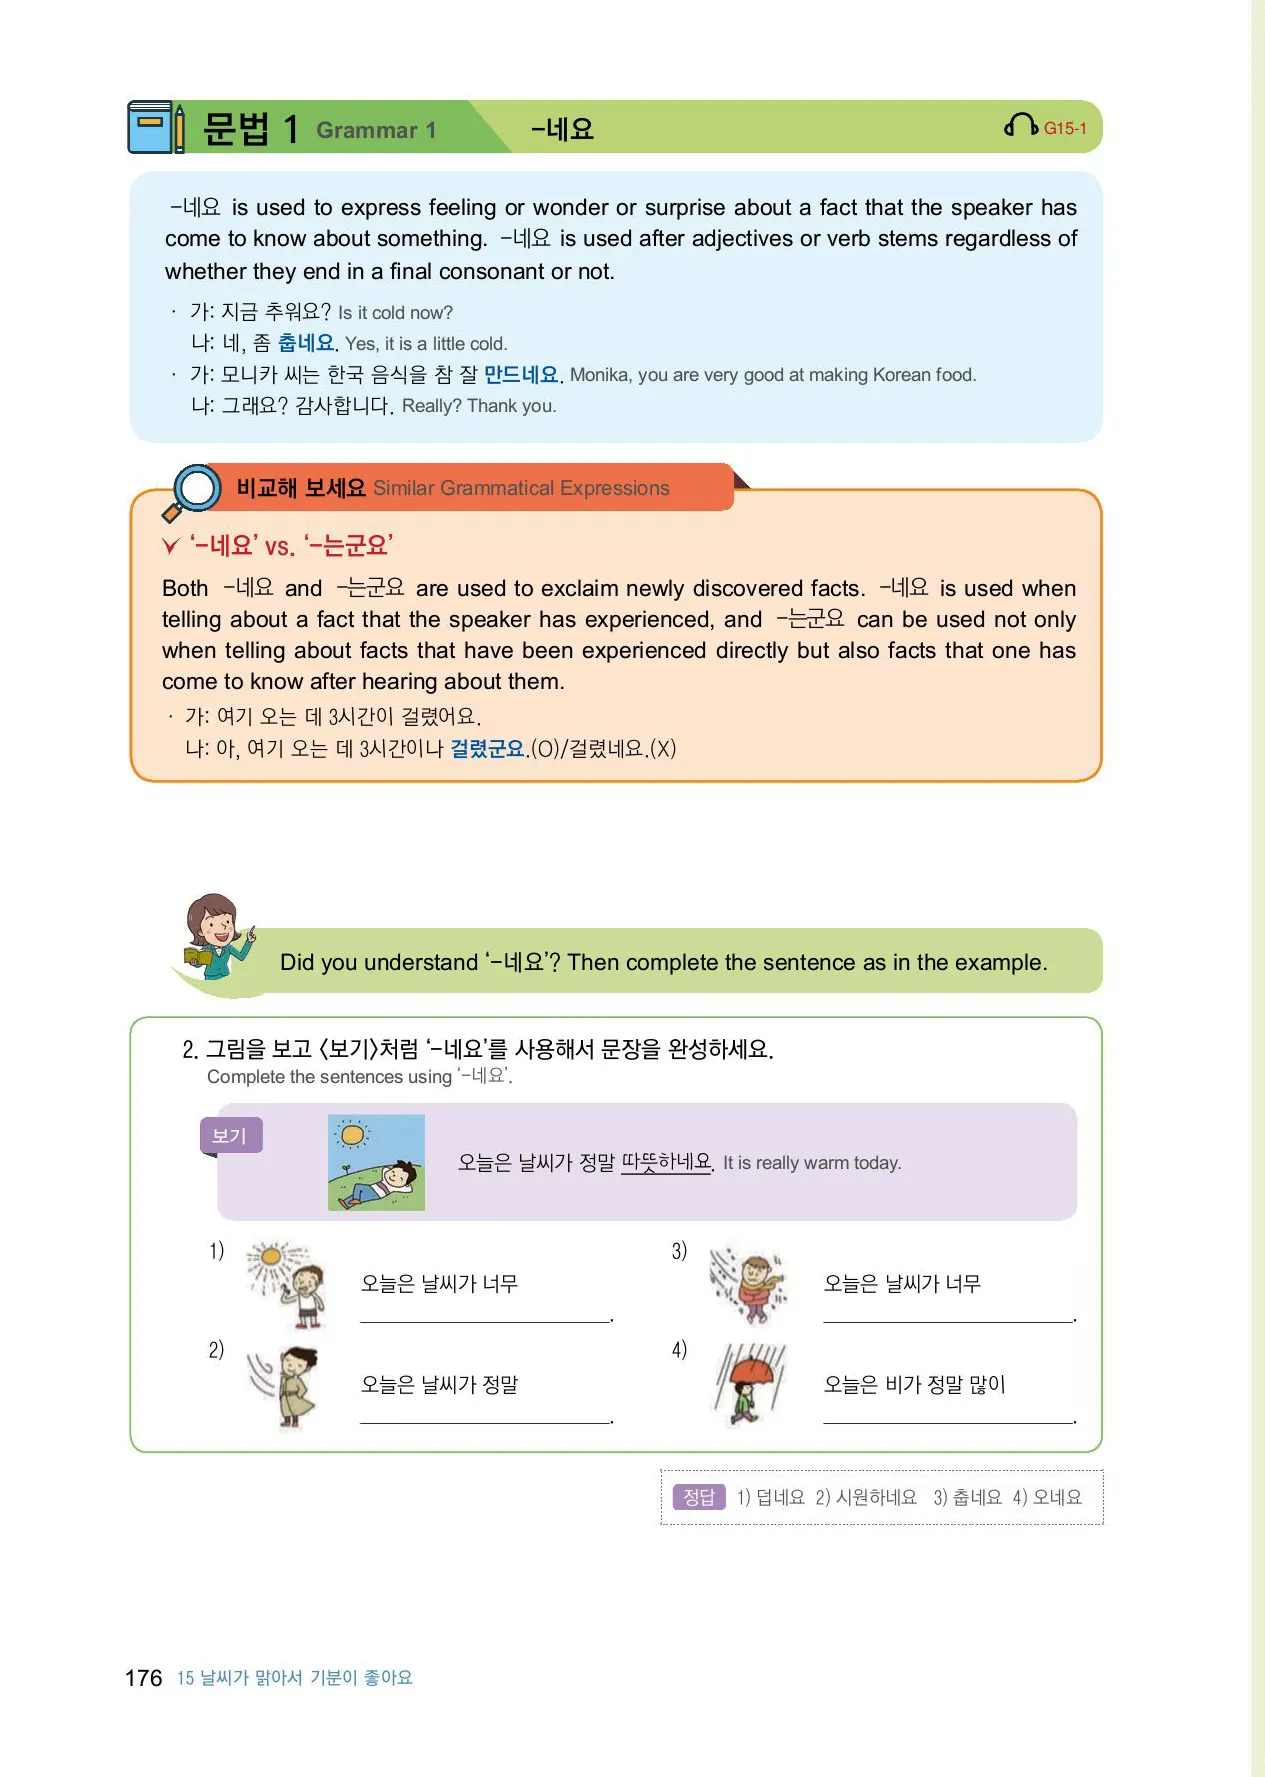 문법 1 Grammar 1 -네요 G15-1
-네요 is used to express feeling or wonder or surprise about a fact that the speaker has
come to know about something. -네요 is used after adjectives or verb stems regardless of
whether they end in a final consonant or not.
· 가: 지금 추워요? Is it cold now?
나: 네, 좀 춥네요. Yes, it is a little cold.
· 가: 모니카 씨는 한국 음식을 참 잘 만드네요. Monika, you are very good at making Korean food.
나: 그래요? 감사합니다. Really? Thank you.
비교해 보세요 Similar Grammatical Expressions
‘-네요’ vs. ‘-는군요’
Both -네요 and -는군요 are used to exclaim newly discovered facts. -네요 is used when
telling about a fact that the speaker has experienced, and -는군요 can be used not only
when telling about facts that have been experienced directly but also facts that one has
come to know after hearing about them.
· 가: 여기 오는 데 3시간이 걸렸어요.
나: 아, 여기 오는 데 3시간이나 걸렸군요.(O)/걸렸네요.(X)
Did you understand ‘-네요’? Then complete the sentence as in the example.
2. 그림을 보고 <보기>처럼 ‘-네요’를 사용해서 문장을 완성하세요.
Complete the sentences using ‘-네요’.
보기
오늘은 날씨가 정말 따뜻하네요. It is really warm today.
1)
오늘은 날씨가 너무
.
2)
오늘은 날씨가 정말
.
3)
오늘은 날씨가 너무
.
4)
오늘은 비가 정말 많이
.
정답 1) 덥네요 2) 시원하네요 3) 춥네요 4) 오네요
176 15 날씨가 맑아서 기분이 좋아요